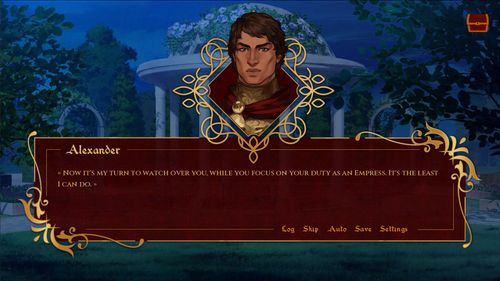 Alexander
« Now it's my turn to watch over you, while you focus on your duty as an Empress. It's the least
I can do. »
Log Skip Auto Save Settings